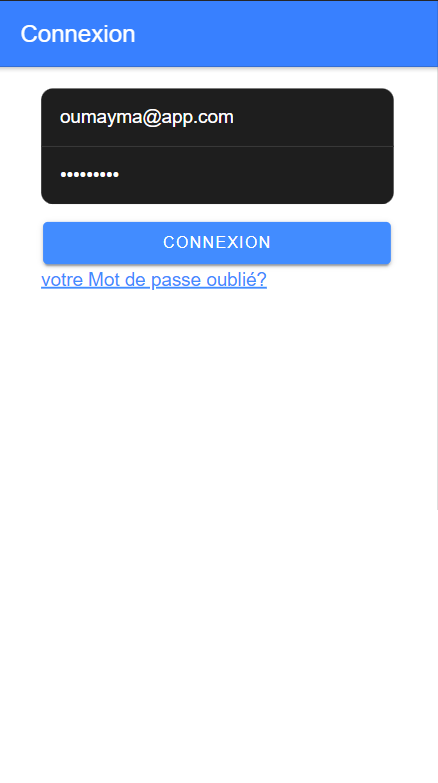 Connexion
oumayma@app.com
•••••••••
CONNEXION
votre Mot de passe oublié?